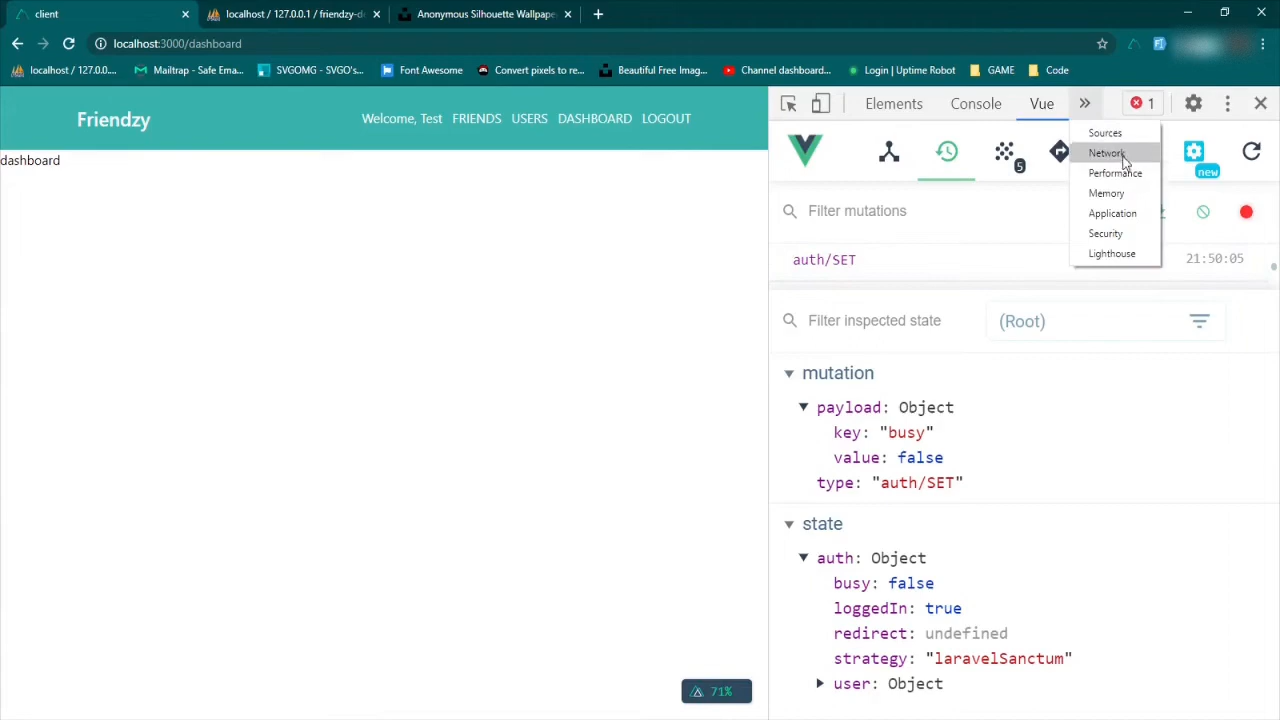 client
localhost / 127.0.0.1 / friendzy-d
Anonymous Silhouette Wallpape
localhost:3000/dashboard
localhost / 127.0.0....
Mailtrap - Safe Ema...
SVGOMG - SVGO's...
Font Awesome
Convert pixels to re...
Beautiful Free Imag...
Channel dashboard...
Login | Uptime Robot
GAME
Code
Friendzy
Welcome, Test
FRIENDS
USERS
DASHBOARD
LOGOUT
dashboard
71%
Elements
Console
Vue
1
Sources
Network
Performance
Memory
Application
Security
Lighthouse
5
new
Filter mutations
auth/SET
21:50:05
Filter inspected state
(Root)
mutation
payload: Object
key: "busy"
value: false
type: "auth/SET"
state
auth: Object
busy: false
loggedIn: true
redirect: undefined
strategy: "laravelSanctum"
user: Object